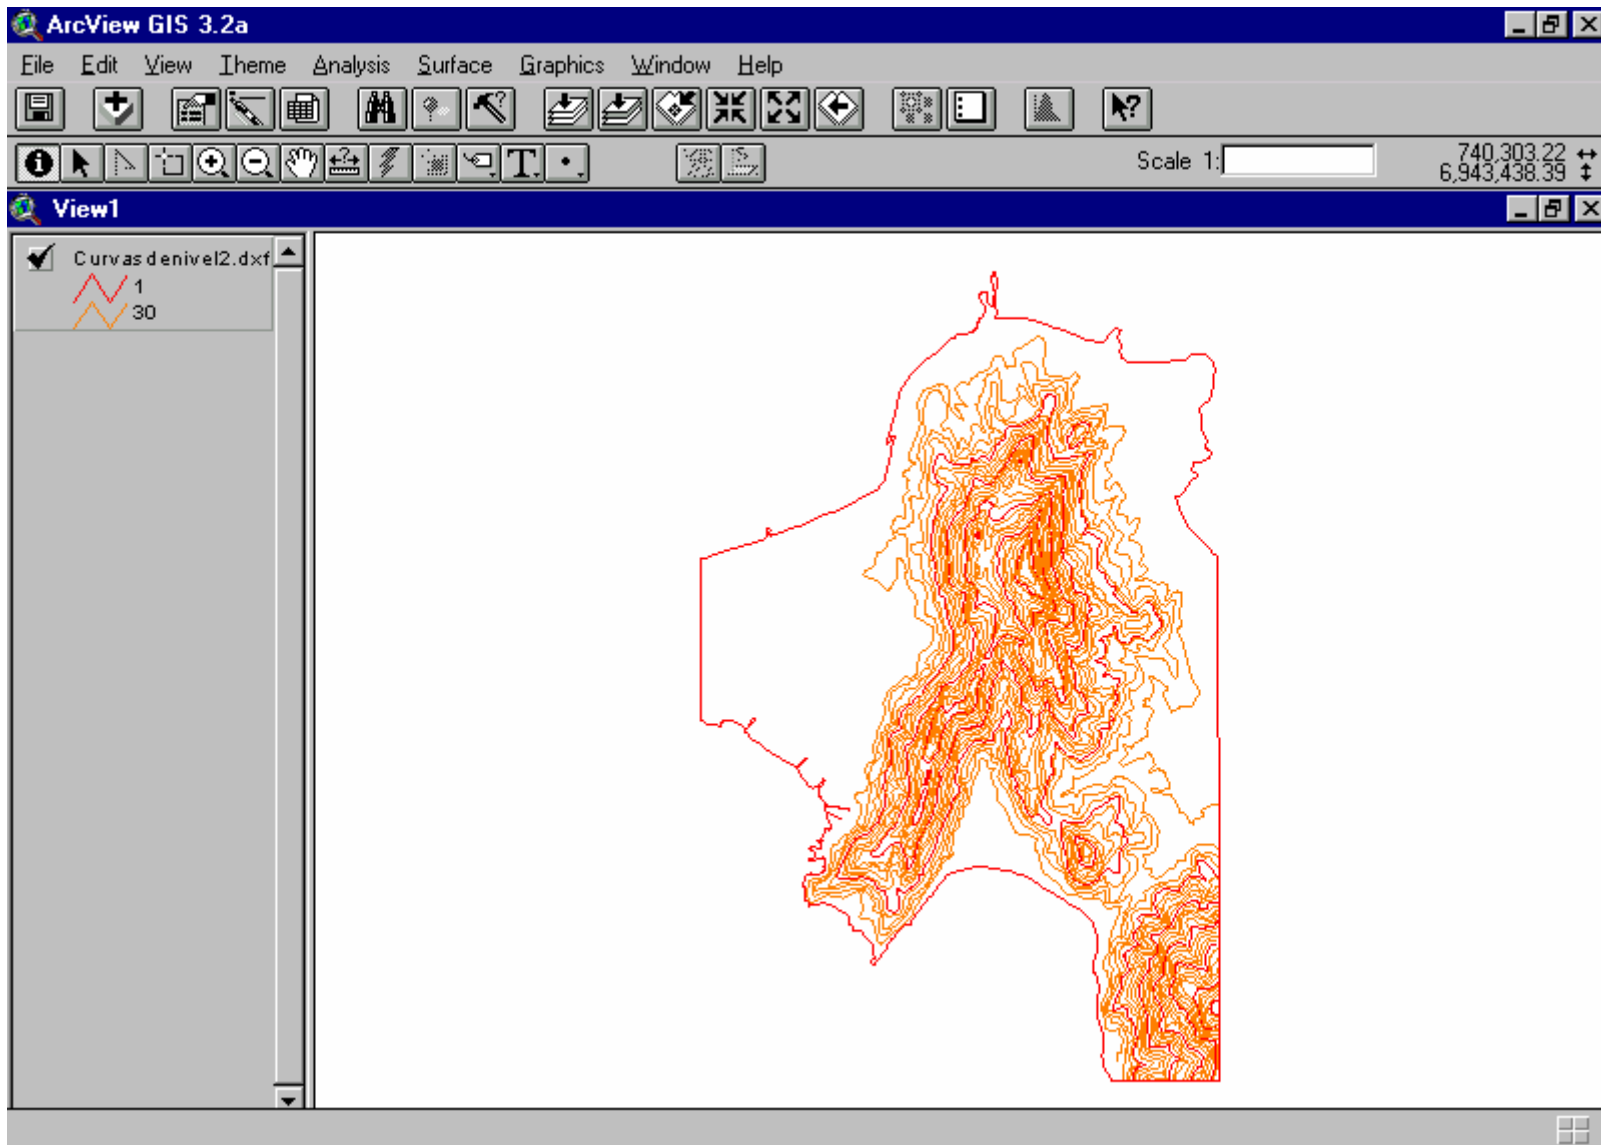 ArcView GIS 3.2a
File Edit View Theme Analysis Surface Graphics Window Help
Scale 1: 740,303.22
6,943,438.39
View1
Curvasdenivel2.dxf
1
30